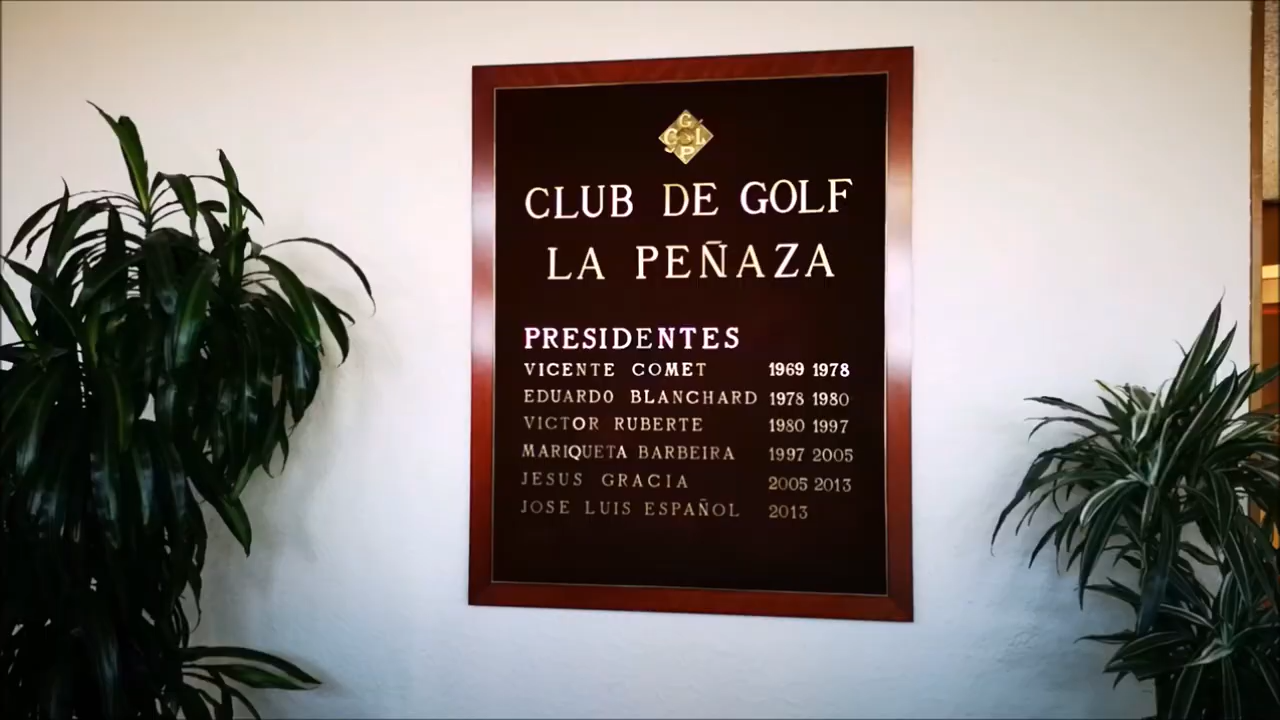 G
C G L
P
CLUB DE GOLF
LA PEÑAZA
PRESIDENTES
VICENTE COMET 1969 1978
EDUARDO BLANCHARD 1978 1980
VICTOR RUBERTE 1980 1997
MARIQUETA BARBEIRA 1997 2005
JESUS GRACIA 2005 2013
JOSE LUIS ESPAÑOL 2013